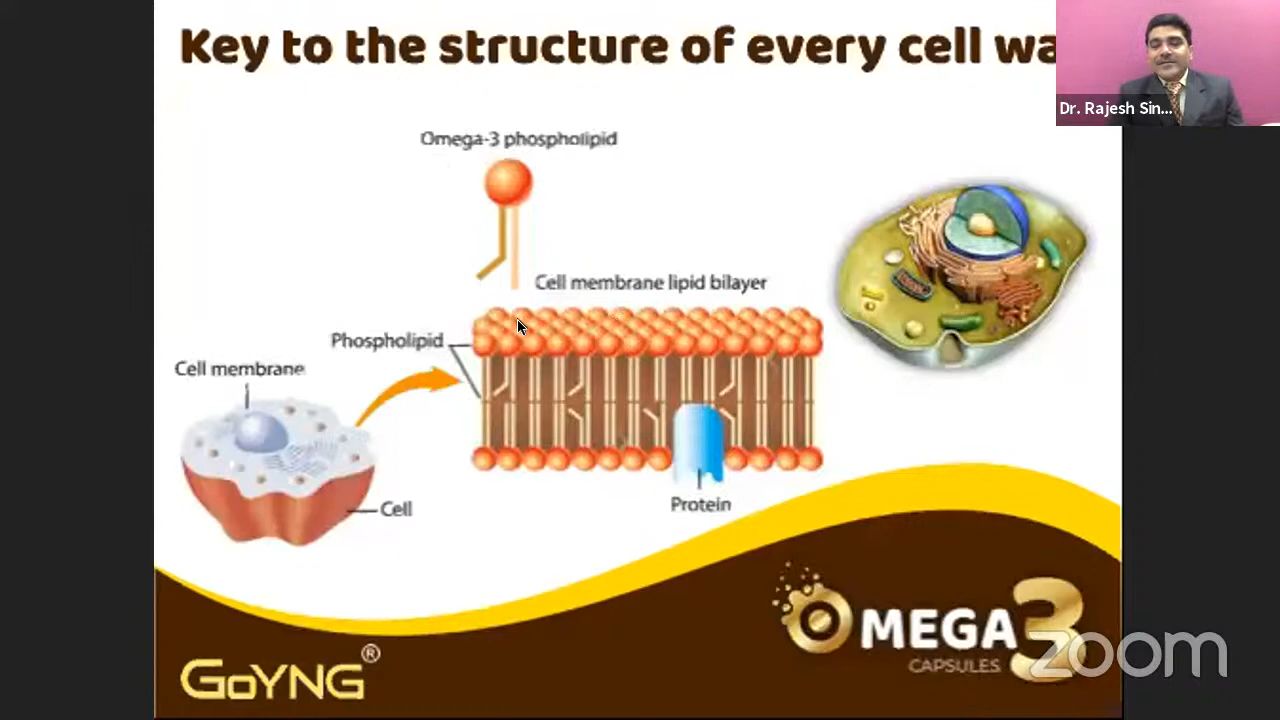 Key to the structure of every cell wa
Dr. Rajesh Sin...
Omega-3 phospholipid
Cell membrane lipid bilayer
Phospholipid
Cell membrane
Protein
Cell
OMEGA3
CAPSULES
zoom
GoYNG®